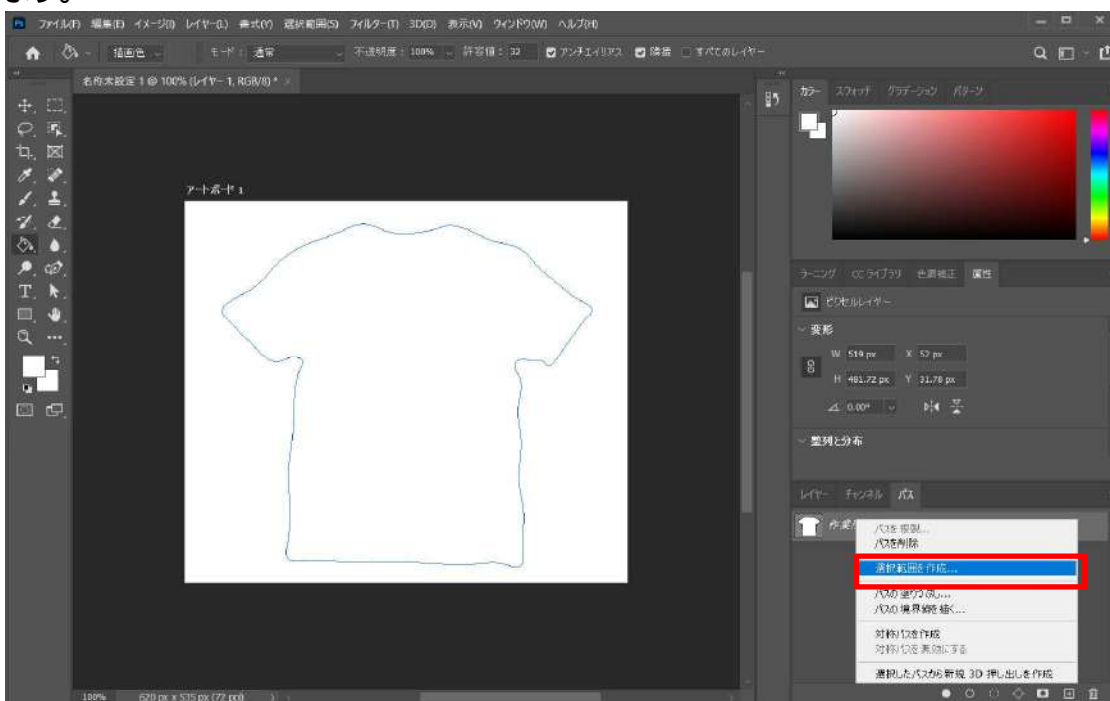 ます。
Ps ファイル(F) 編集(E) イメージ(I) レイヤー(L) 書式(Y) 選択範囲(S) フィルター(T) 3D(D) 表示(V) ウィンドウ(W) ヘルプ(H)
描画色 モード： 通常 不透明度： 100% 許容値： 32 アンチエイリアス 隣接 すべてのレイヤー
名称未設定 1 @ 100% (レイヤー 1, RGB/8) * ×
カラー スウォッチ グラデーション パターン
アートボード 1
ラーニング CC ライブラリ 色調補正 属性
ピクセルレイヤー
変形
W 519 px X 52 px
H 481.72 px Y 31.78 px
0.00°
整列と分布
レイヤー チャンネル パス
パスを複製...
パスを削除
選択範囲を作成...
パスの塗りつぶし...
パスの境界線を描く...
対称パスを作成
対称パスを無効にする
選択したパスから新規 3D 押し出しを作成
100% 620 px x 535 px (72 ppi)